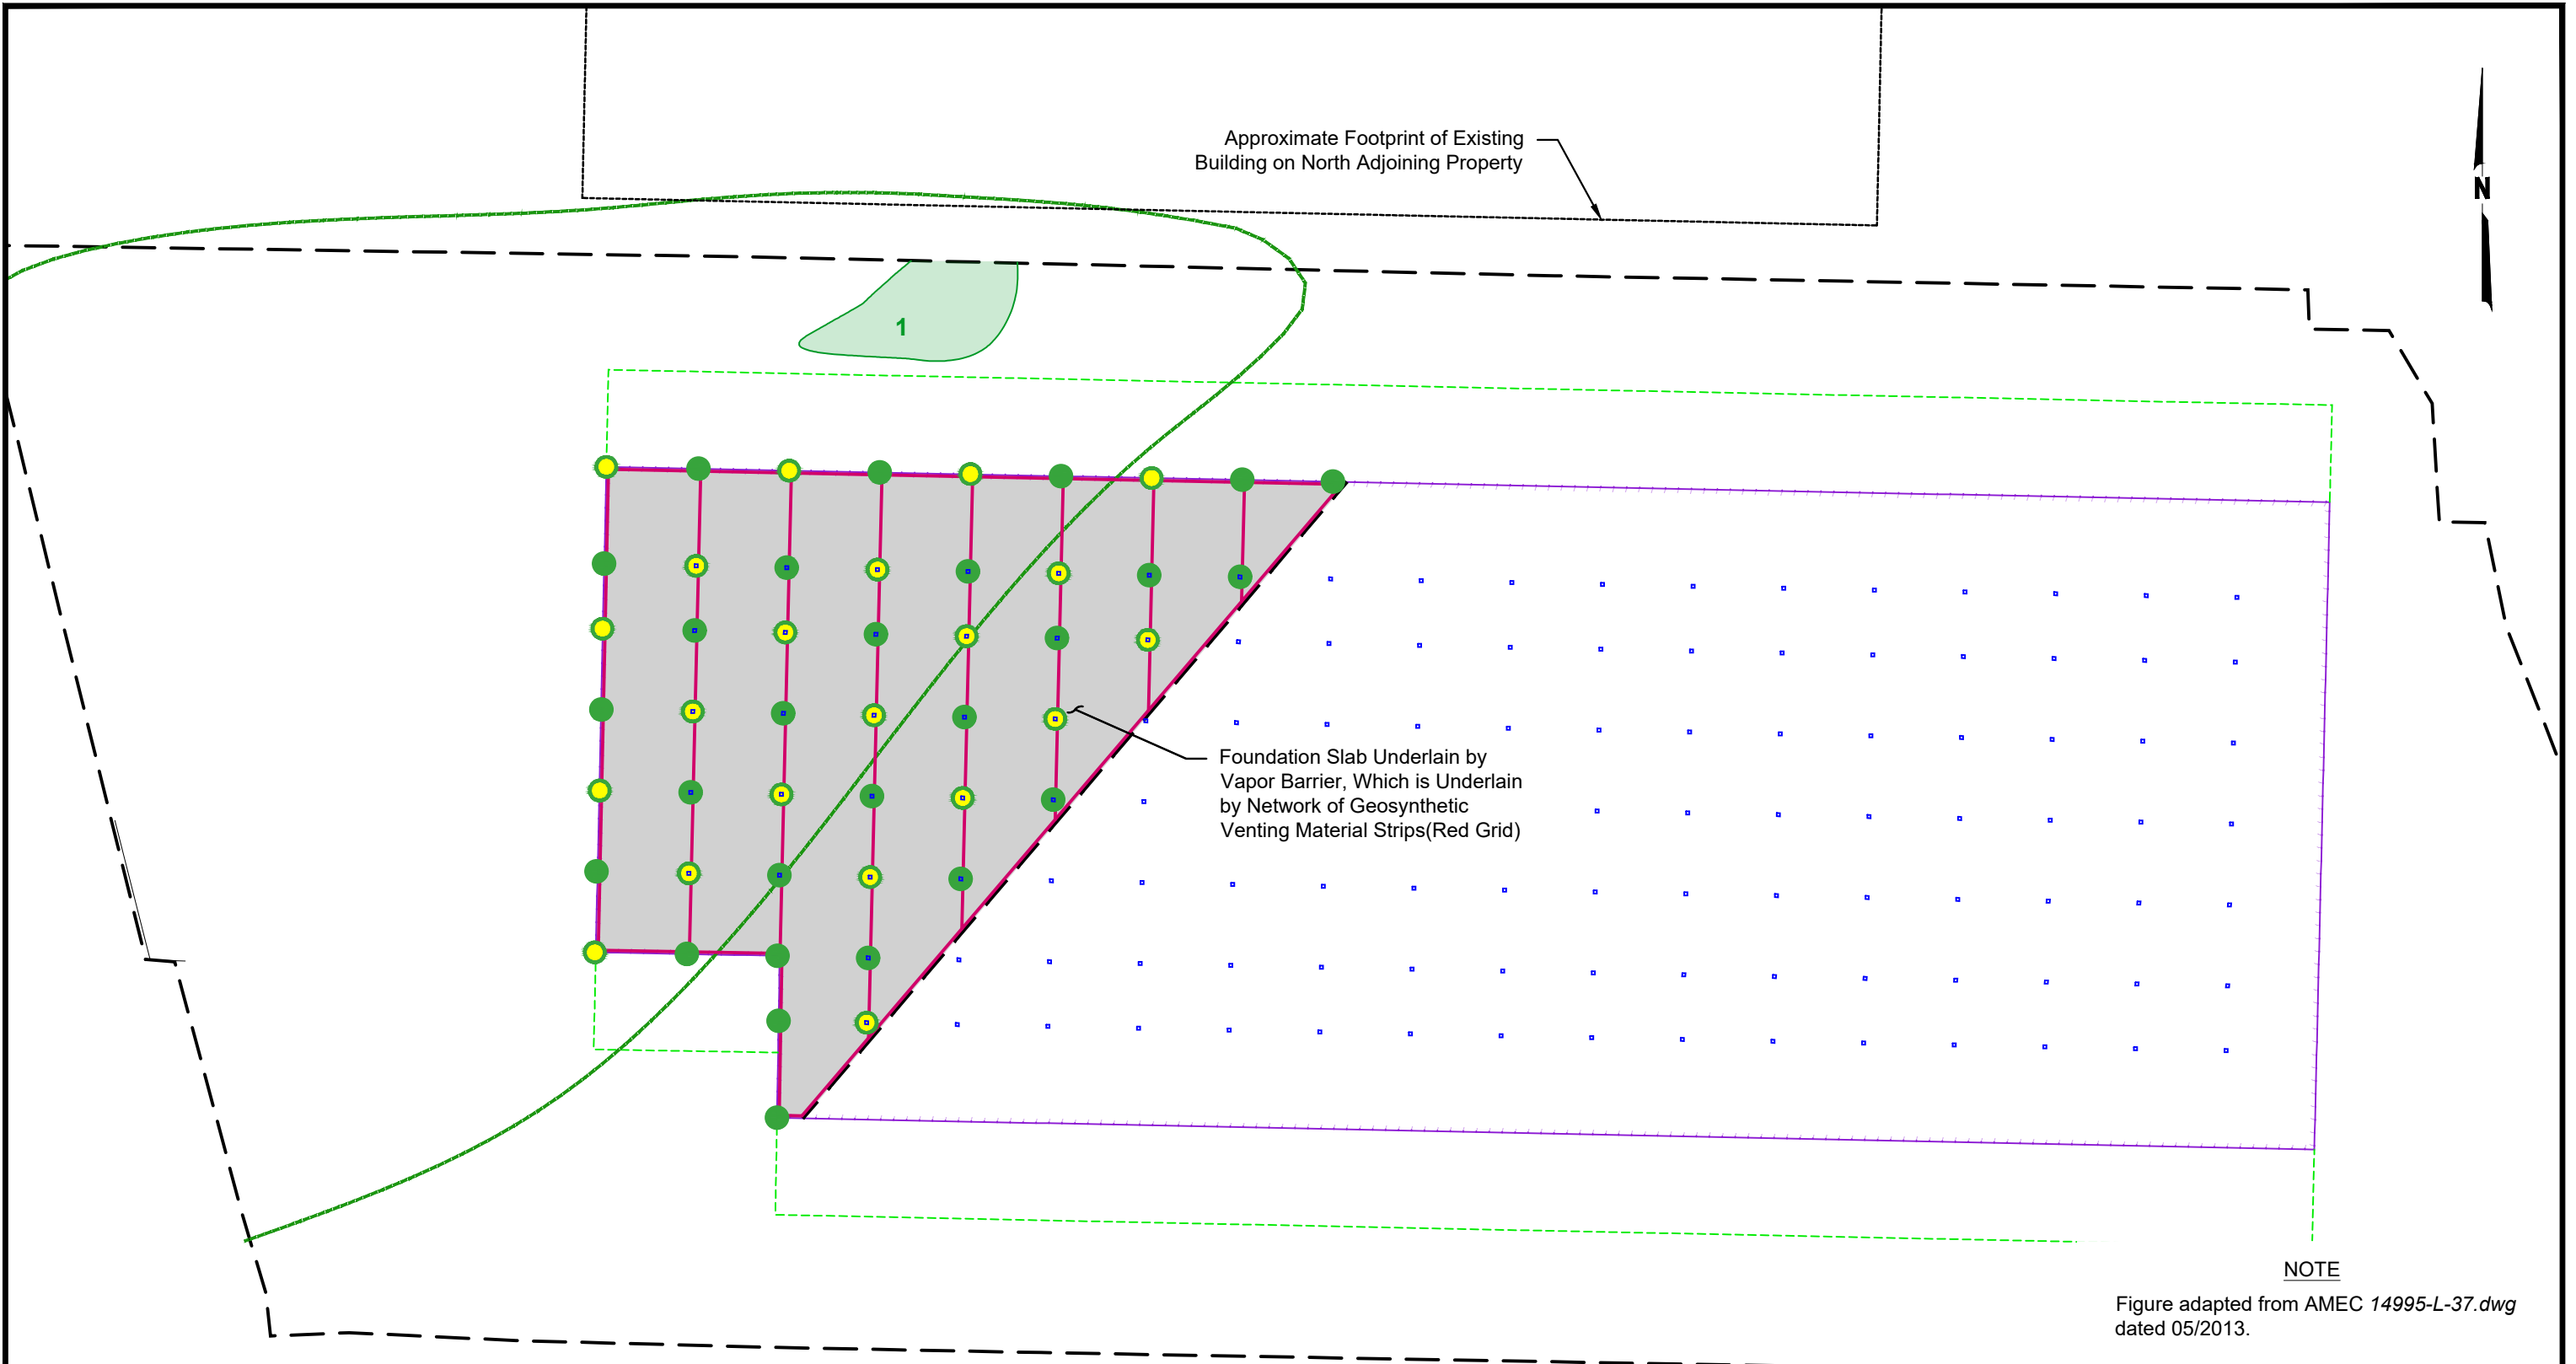 Approximate Footprint of Existing
Building on North Adjoining Property
N
1
Foundation Slab Underlain by
Vapor Barrier, Which is Underlain
by Network of Geosynthetic
Venting Material Strips(Red Grid)
NOTE
Figure adapted from AMEC 14995-L-37.dwg
dated 05/2013.